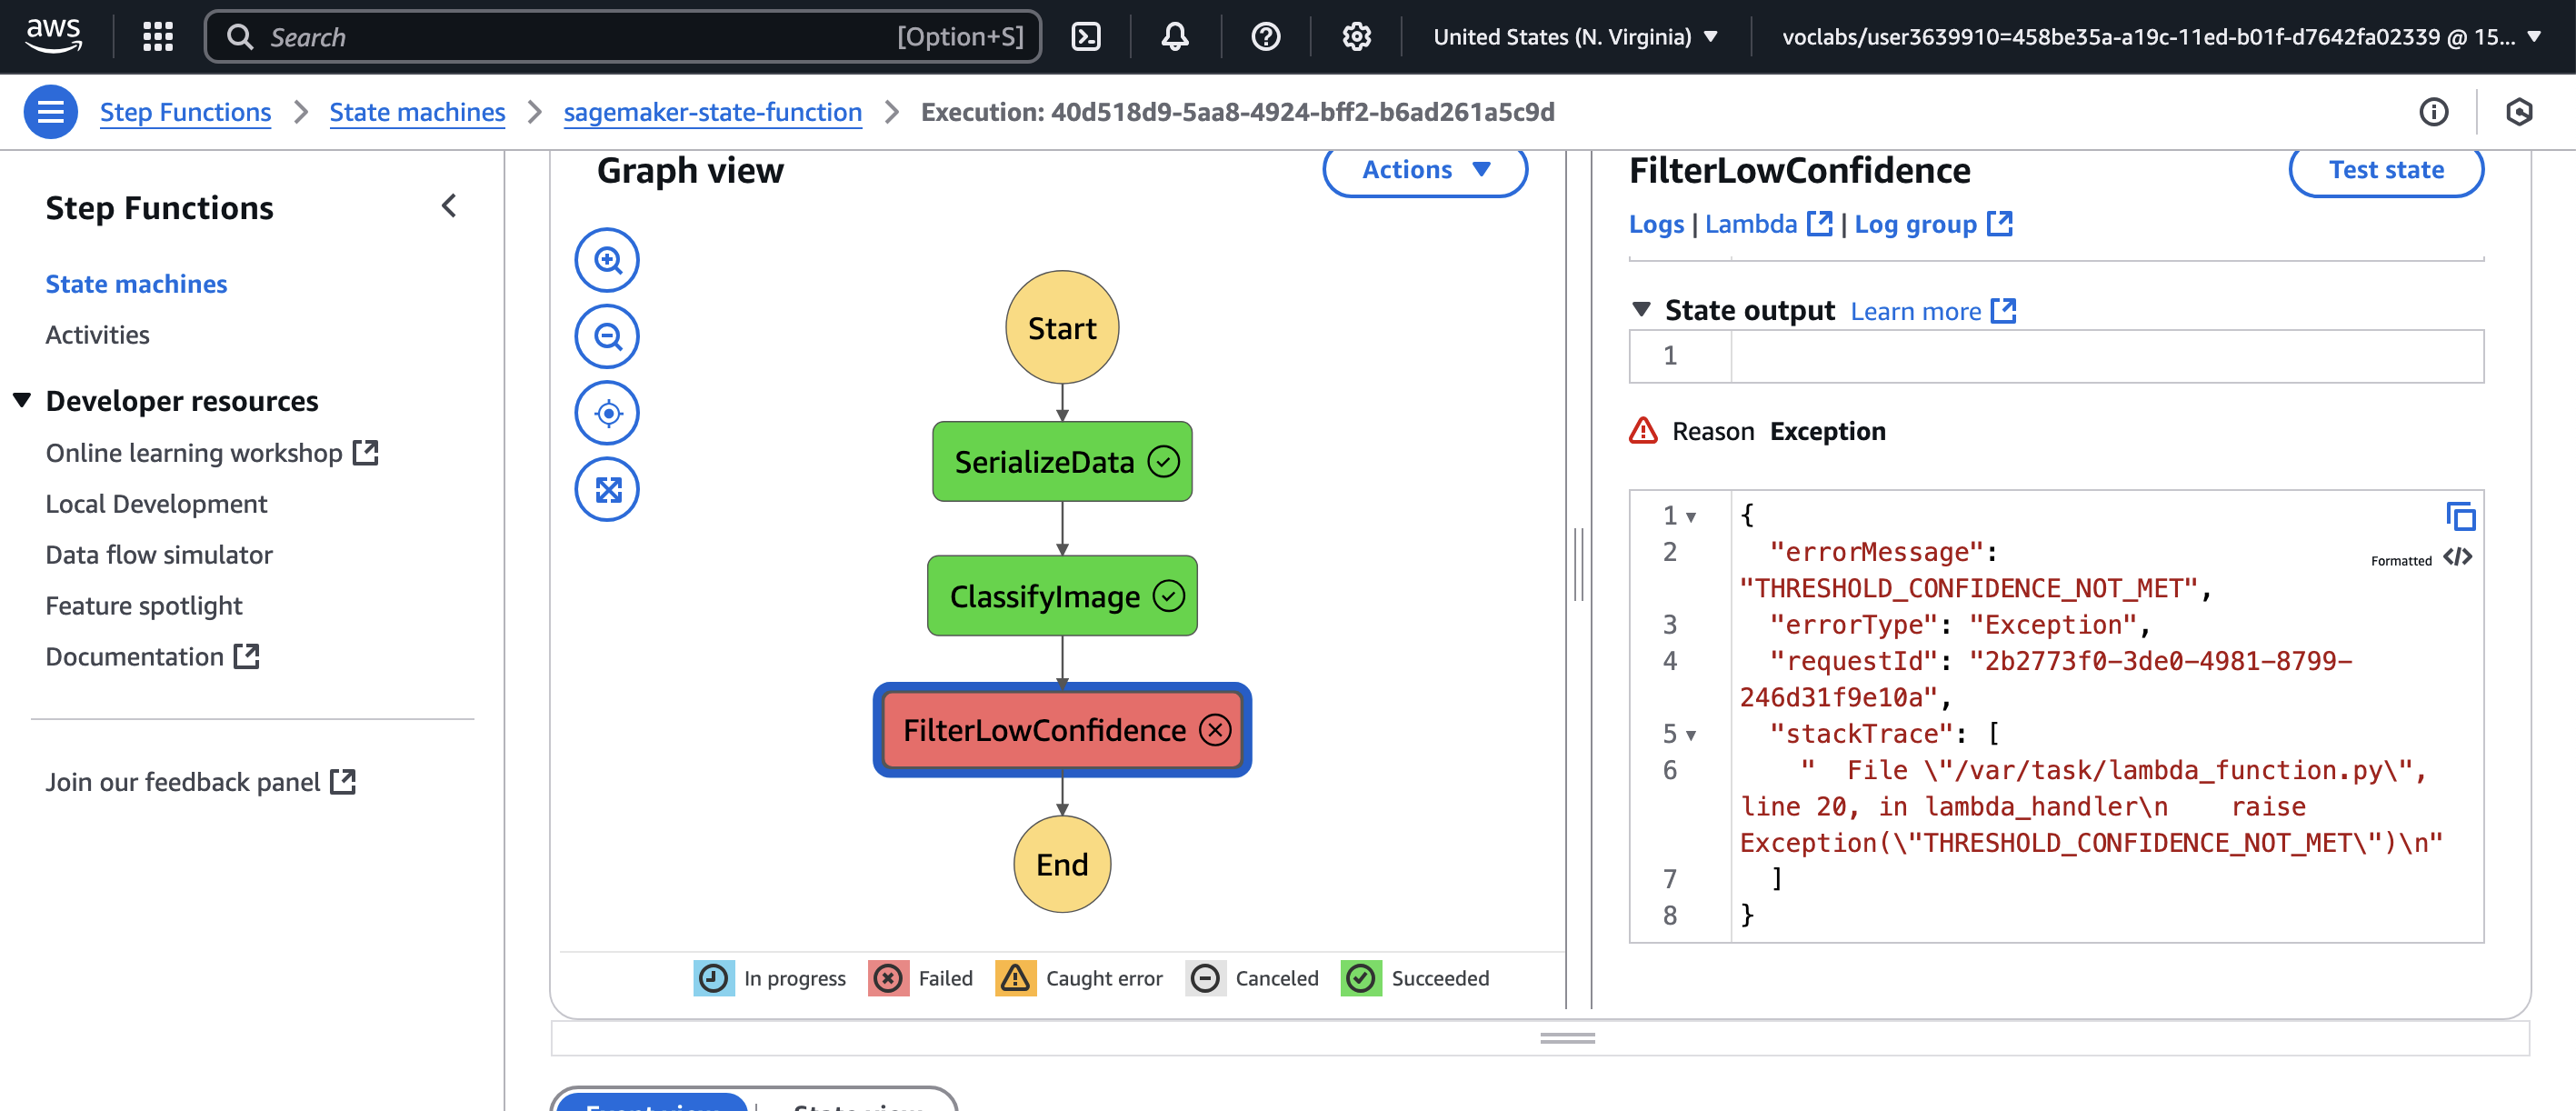 aws
Search
[Option+S]
United States (N. Virginia)
voclabs/user3639910=458be35a-a19c-11ed-b01f-d7642fa02339 @ 15...
Step Functions
State machines
sagemaker-state-function
Execution: 40d518d9-5aa8-4924-bff2-b6ad261a5c9d
Step Functions
State machines
Activities
Developer resources
Online learning workshop
Local Development
Data flow simulator
Feature spotlight
Documentation
Join our feedback panel
Graph view
Actions
Start
SerializeData
ClassifyImage
FilterLowConfidence
End
In progress
Failed
Caught error
Canceled
Succeeded
FilterLowConfidence
Test state
Logs | Lambda | Log group
State output Learn more
1
Reason Exception
Formatted
1 {
2 "errorMessage":
"THRESHOLD_CONFIDENCE_NOT_MET",
3 "errorType": "Exception",
4 "requestId": "2b2773f0-3de0-4981-8799-
246d31f9e10a",
5 "stackTrace": [
6 "  File \"/var/task/lambda_function.py\",
line 20, in lambda_handler\n    raise
Exception(\"THRESHOLD_CONFIDENCE_NOT_MET\")\n"
7 ]
8 }
Event view
State view